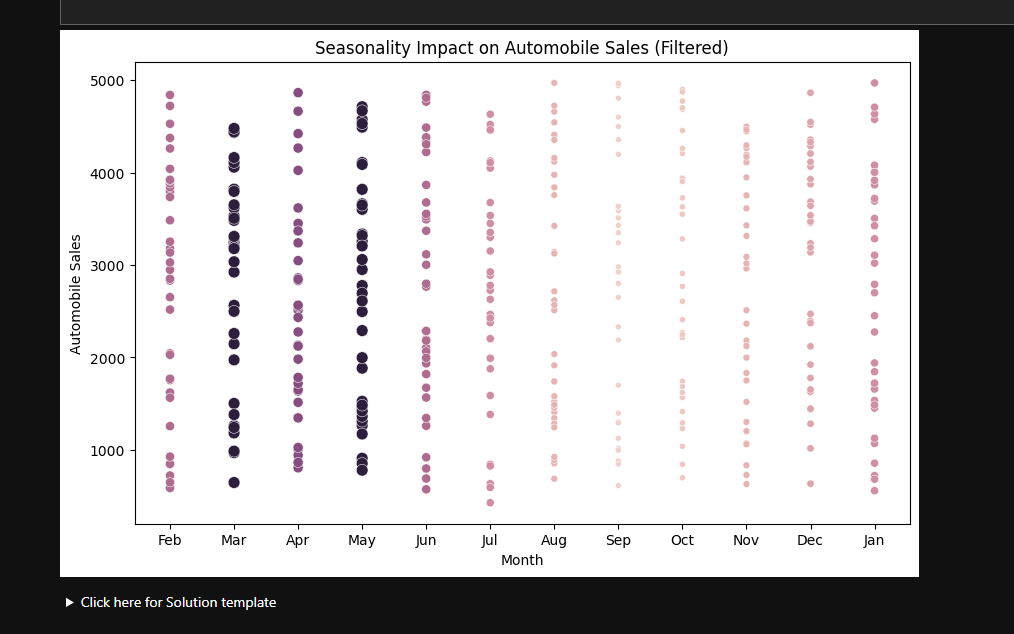 Seasonality Impact on Automobile Sales (Filtered)
5000
4000
3000
2000
1000
Automobile Sales
Feb Mar Apr May Jun Jul Aug Sep Oct Nov Dec Jan
Month
Click here for Solution template